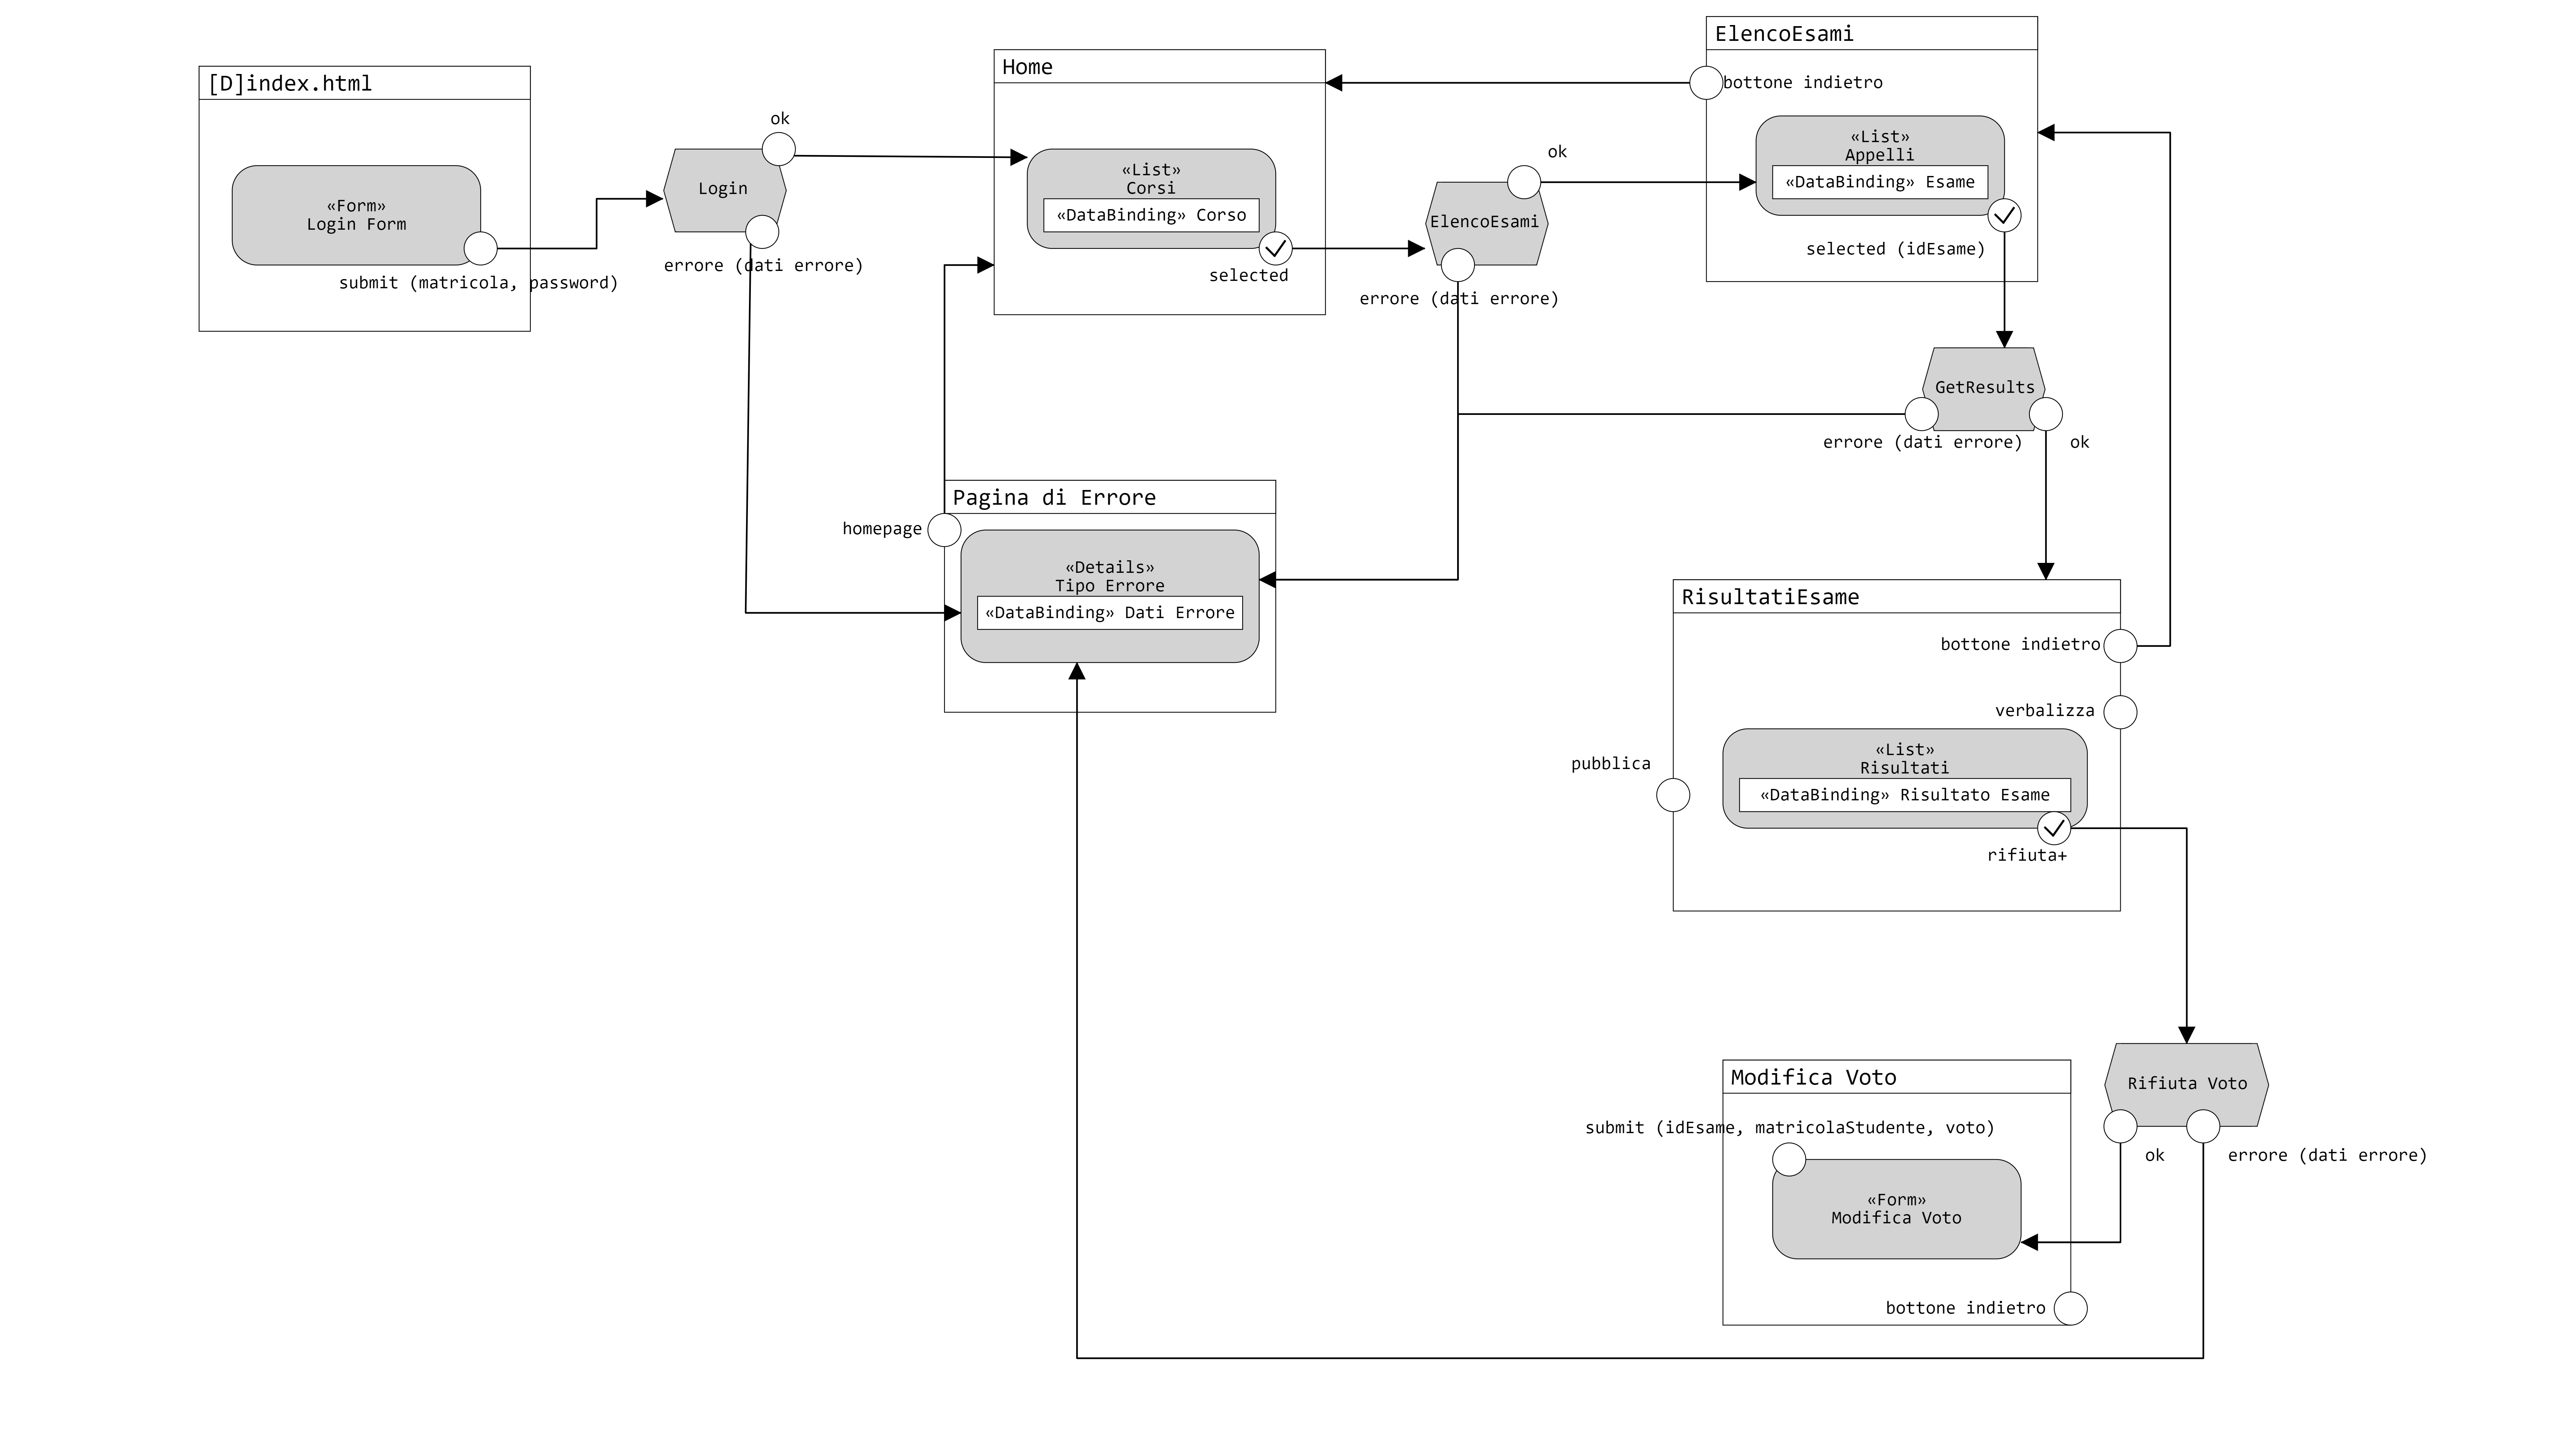 [D]index.html
«Form»
Login Form
submit (matricola, password)
Login
ok
errore (dati errore)
Home
«List»
Corsi
«DataBinding» Corso
selected
ElencoEsami
ok
errore (dati errore)
ElencoEsami
bottone indietro
«List»
Appelli
«DataBinding» Esame
selected (idEsame)
GetResults
errore (dati errore)
ok
Pagina di Errore
homepage
«Details»
Tipo Errore
«DataBinding» Dati Errore
RisultatiEsame
bottone indietro
verbalizza
pubblica
«List»
Risultati
«DataBinding» Risultato Esame
rifiuta+
Rifiuta Voto
ok
errore (dati errore)
Modifica Voto
submit (idEsame, matricolaStudente, voto)
«Form»
Modifica Voto
bottone indietro